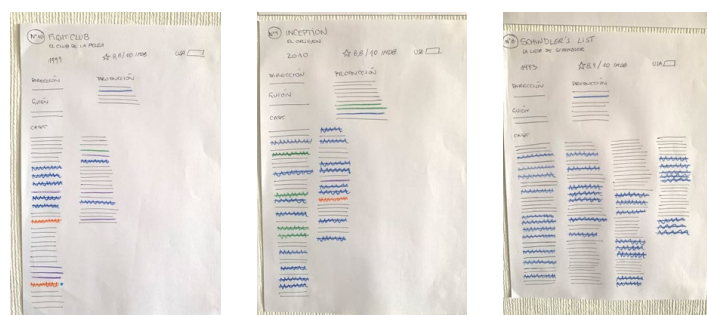 Nº10 FIGHT CLUB
EL CLUB DE LA PELEA
1999
☆8,8/10 IMDB
USA
DIRECCIÓN
PRODUCCIÓN
GUIÓN
CAST
INCEPTION
EL ORIGEN
2010
☆8,8/10 IMDB
USA
DIRECCIÓN
PRODUCCIÓN
GUIÓN
CAST
SCHINDLER'S LIST
LA LISTA DE SCHINDLER
1993
☆8,9/10 IMDB
USA
DIRECCIÓN
PRODUCCIÓN
GUIÓN
CAST